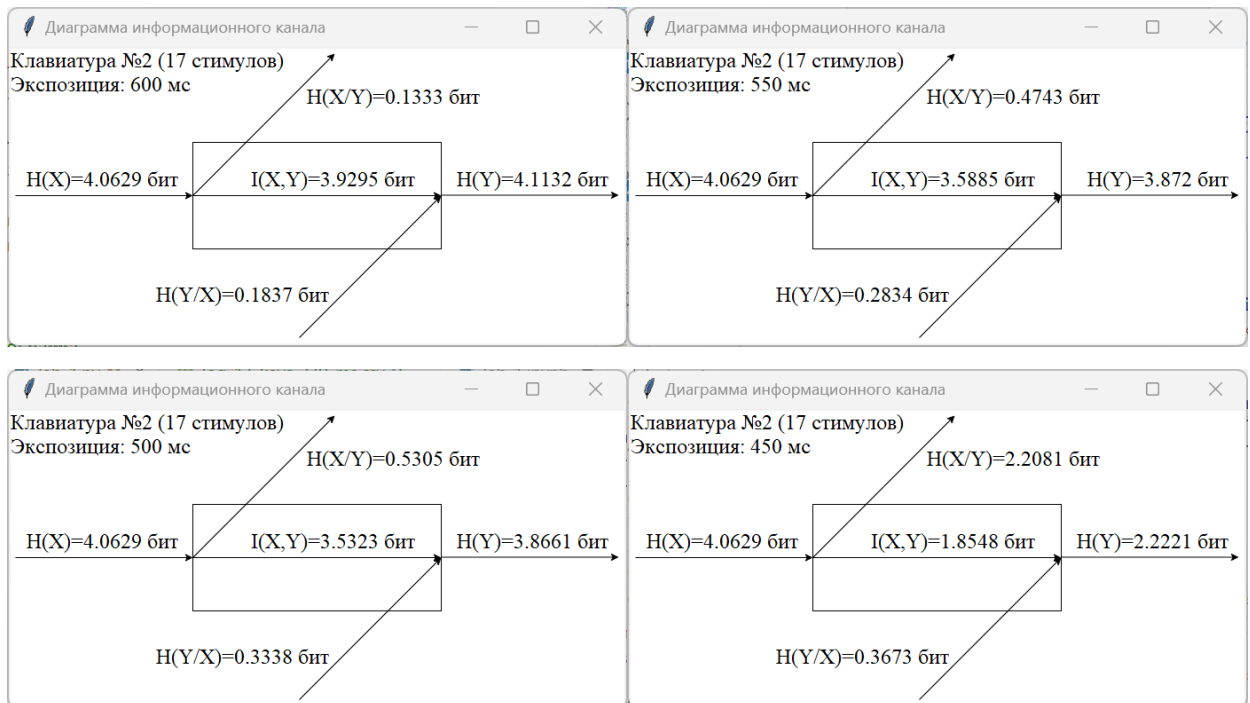 Диаграмма информационного канала
Клавиатура №2 (17 стимулов)
Экспозиция: 600 мс
H(X/Y)=0.1333 бит
H(X)=4.0629 бит
I(X,Y)=3.9295 бит
H(Y)=4.1132 бит
H(Y/X)=0.1837 бит
Диаграмма информационного канала
Клавиатура №2 (17 стимулов)
Экспозиция: 550 мс
H(X/Y)=0.4743 бит
H(X)=4.0629 бит
I(X,Y)=3.5885 бит
H(Y)=3.872 бит
H(Y/X)=0.2834 бит
Диаграмма информационного канала
Клавиатура №2 (17 стимулов)
Экспозиция: 500 мс
H(X/Y)=0.5305 бит
H(X)=4.0629 бит
I(X,Y)=3.5323 бит
H(Y)=3.8661 бит
H(Y/X)=0.3338 бит
Диаграмма информационного канала
Клавиатура №2 (17 стимулов)
Экспозиция: 450 мс
H(X/Y)=2.2081 бит
H(X)=4.0629 бит
I(X,Y)=1.8548 бит
H(Y)=2.2221 бит
H(Y/X)=0.3673 бит